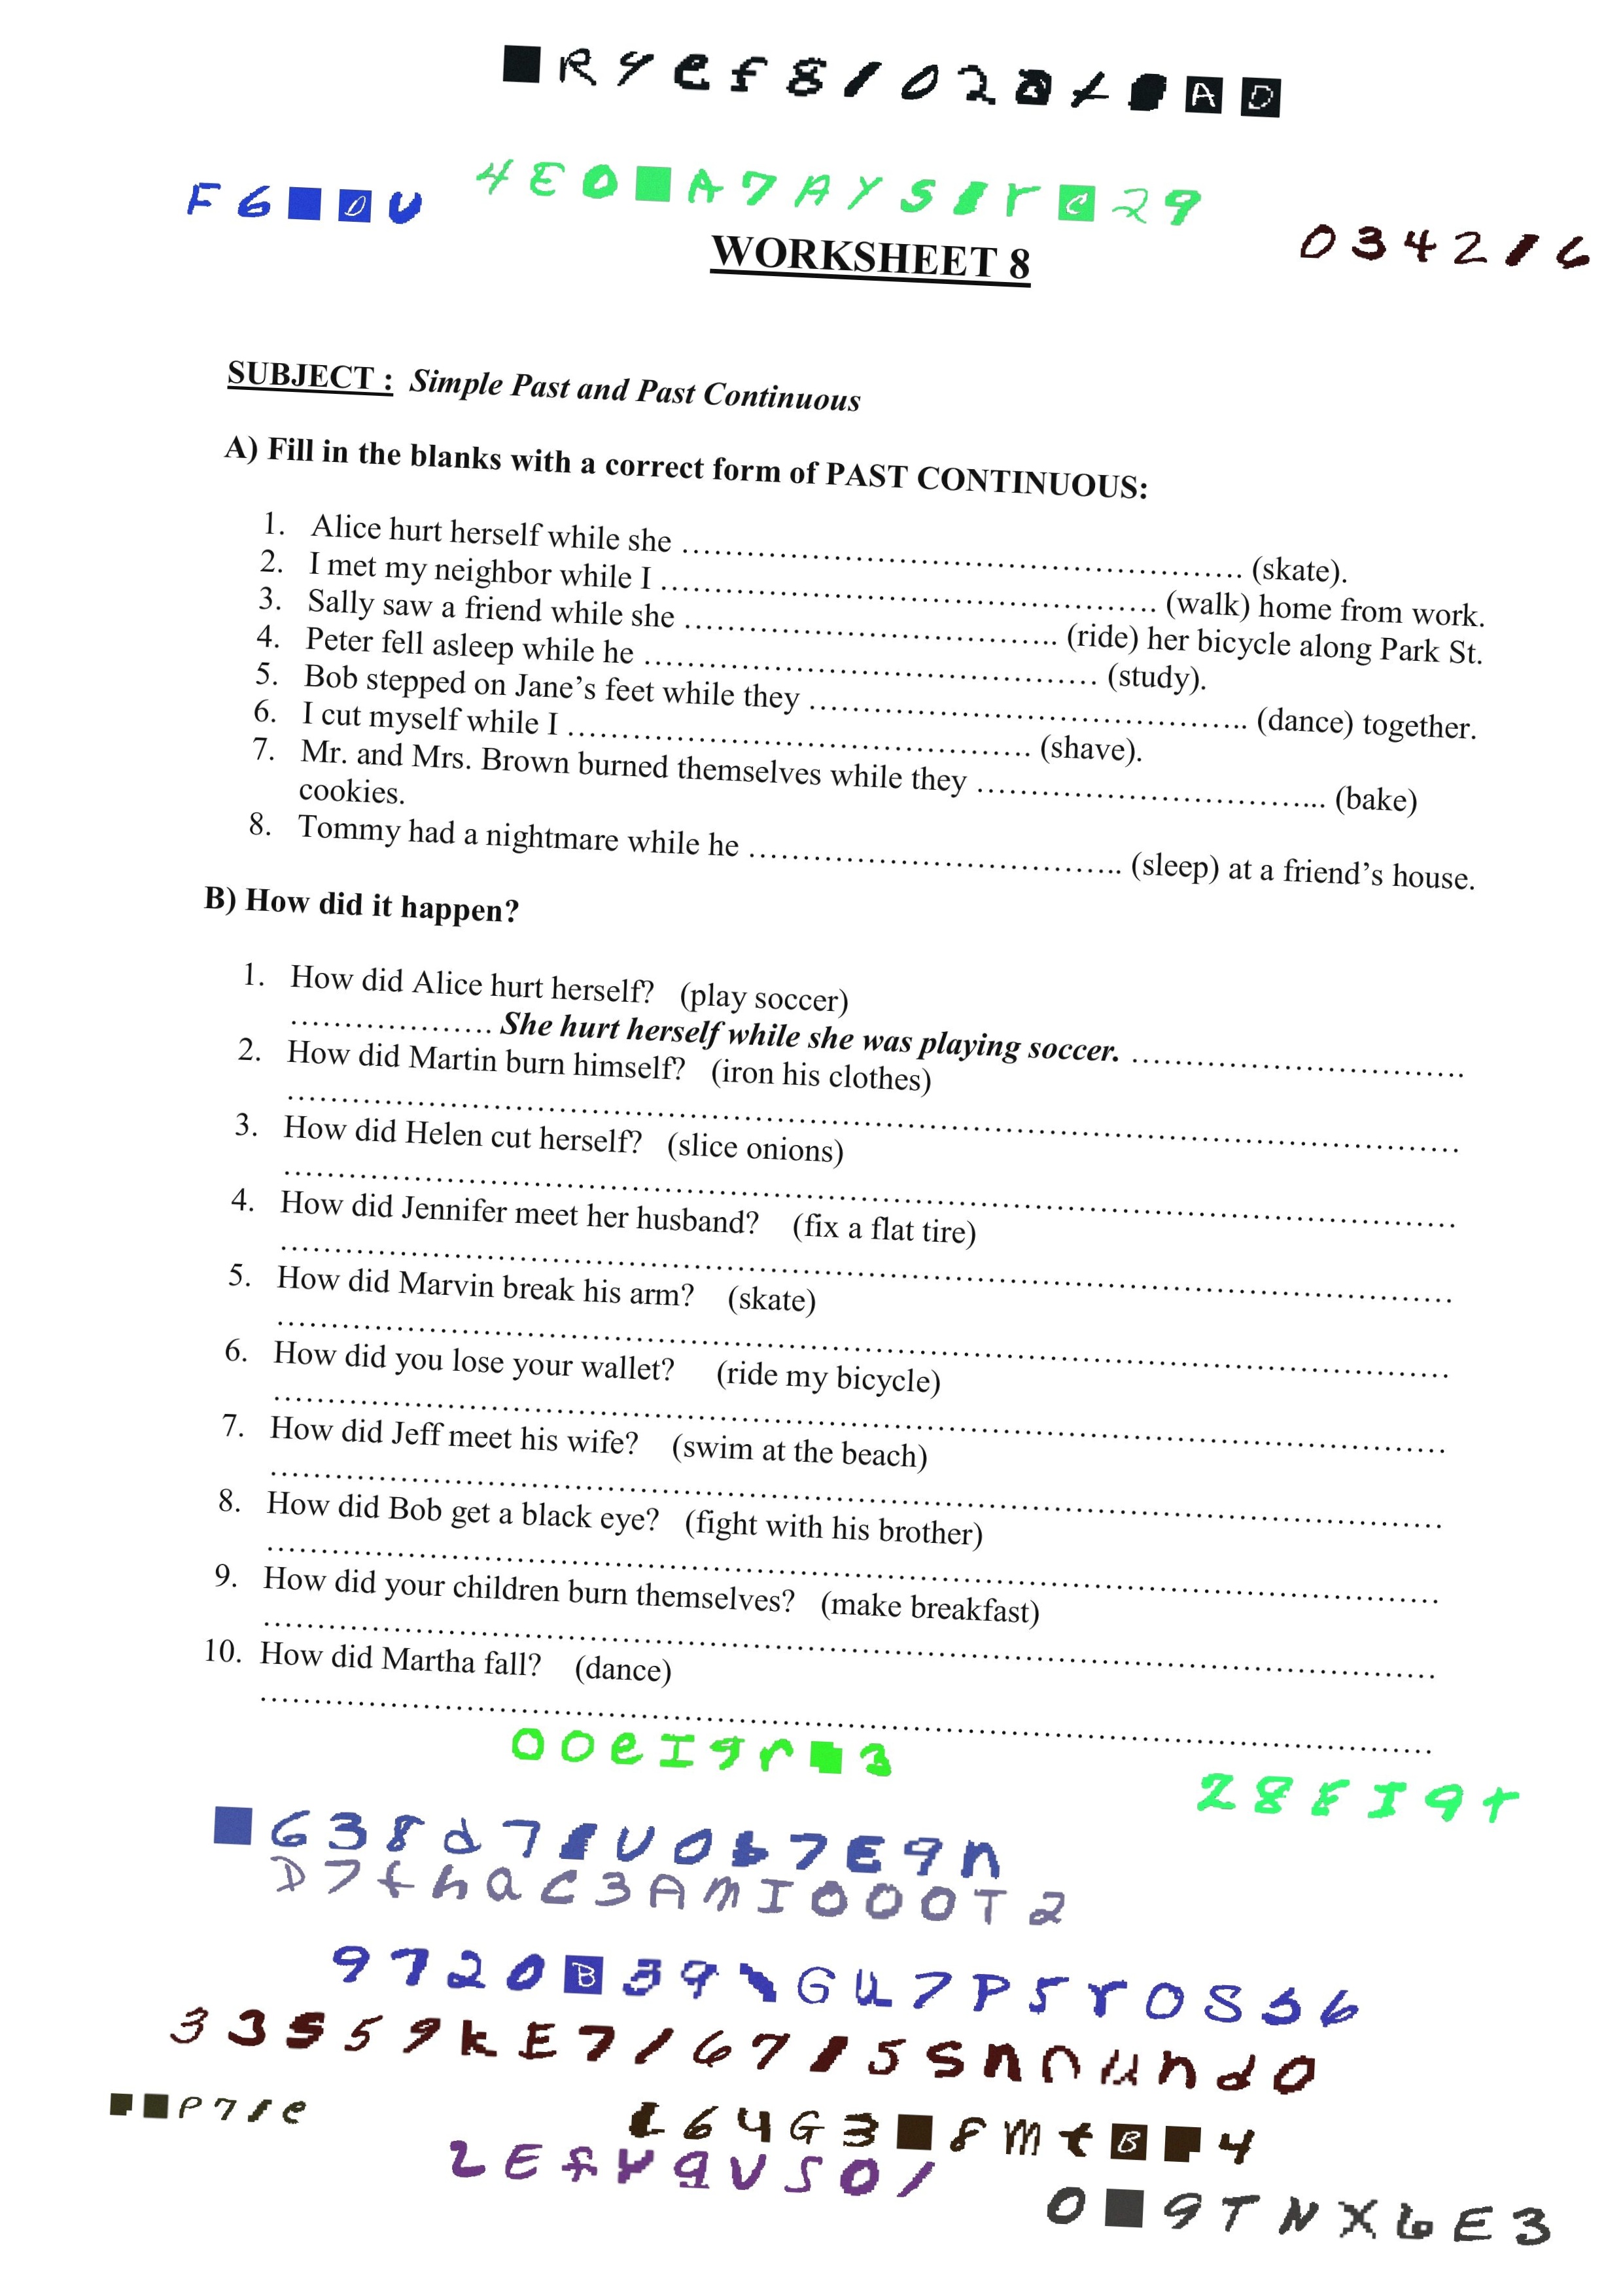 WORKSHEET 8
034216
SUBJECT : Simple Past and Past Continuous
A) Fill in the blanks with a correct form of PAST CONTINUOUS:
1. Alice hurt herself while she …………………………………………… (skate).
2. I met my neighbor while I ……………………………………… (walk) home from work.
3. Sally saw a friend while she …………………………….. (ride) her bicycle along Park St.
4. Peter fell asleep while he …………………………………… (study).
5. Bob stepped on Jane’s feet while they ………………………………….. (dance) together.
6. I cut myself while I …………………………………… (shave).
7. Mr. and Mrs. Brown burned themselves while they …………………………... (bake)
cookies.
8. Tommy had a nightmare while he …………………………….. (sleep) at a friend’s house.
B) How did it happen?
1. How did Alice hurt herself? (play soccer)
………………. She hurt herself while she was playing soccer. ………………………….
2. How did Martin burn himself? (iron his clothes)
………………………………………………………………………………………………
3. How did Helen cut herself? (slice onions)
………………………………………………………………………………………………
4. How did Jennifer meet her husband? (fix a flat tire)
………………………………………………………………………………………………
5. How did Marvin break his arm? (skate)
………………………………………………………………………………………………
6. How did you lose your wallet? (ride my bicycle)
………………………………………………………………………………………………
7. How did Jeff meet his wife? (swim at the beach)
………………………………………………………………………………………………
8. How did Bob get a black eye? (fight with his brother)
………………………………………………………………………………………………
9. How did your children burn themselves? (make breakfast)
………………………………………………………………………………………………
10. How did Martha fall? (dance)
………………………………………………………………………………………………
28EI9t
D7thac3AMI000T2